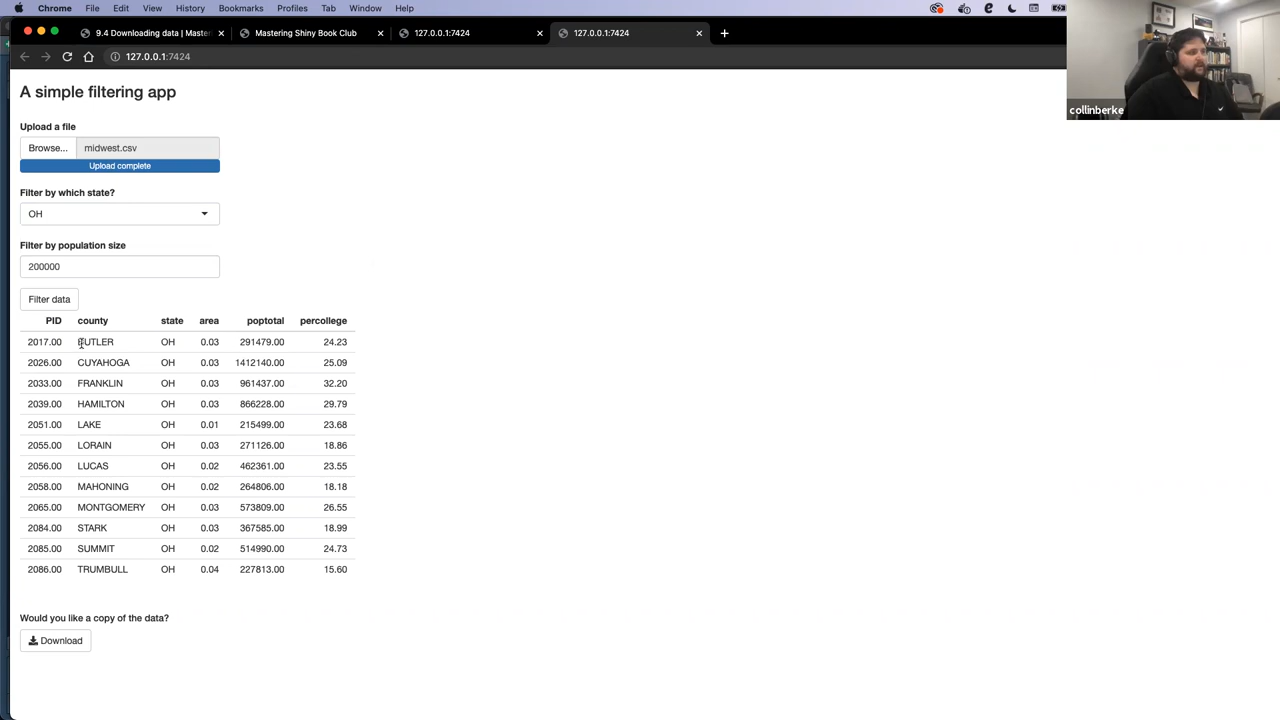 Chrome File Edit View History Bookmarks Profiles Tab Window Help
9.4 Downloading data | Master
Mastering Shiny Book Club
127.0.0.1:7424
127.0.0.1:7424
127.0.0.1:7424
collinberke
A simple filtering app
Upload a file
Browse... midwest.csv
Upload complete
Filter by which state?
OH
Filter by population size
200000
Filter data
PID county state area poptotal percollege
2017.00 BUTLER OH 0.03 291479.00 24.23
2026.00 CUYAHOGA OH 0.03 1412140.00 25.09
2033.00 FRANKLIN OH 0.03 961437.00 32.20
2039.00 HAMILTON OH 0.03 866228.00 29.79
2051.00 LAKE OH 0.01 215499.00 23.68
2055.00 LORAIN OH 0.03 271126.00 18.86
2056.00 LUCAS OH 0.02 462361.00 23.55
2058.00 MAHONING OH 0.02 264806.00 18.18
2065.00 MONTGOMERY OH 0.03 573809.00 26.55
2084.00 STARK OH 0.03 367585.00 18.99
2085.00 SUMMIT OH 0.02 514990.00 24.73
2086.00 TRUMBULL OH 0.04 227813.00 15.60
Would you like a copy of the data?
Download